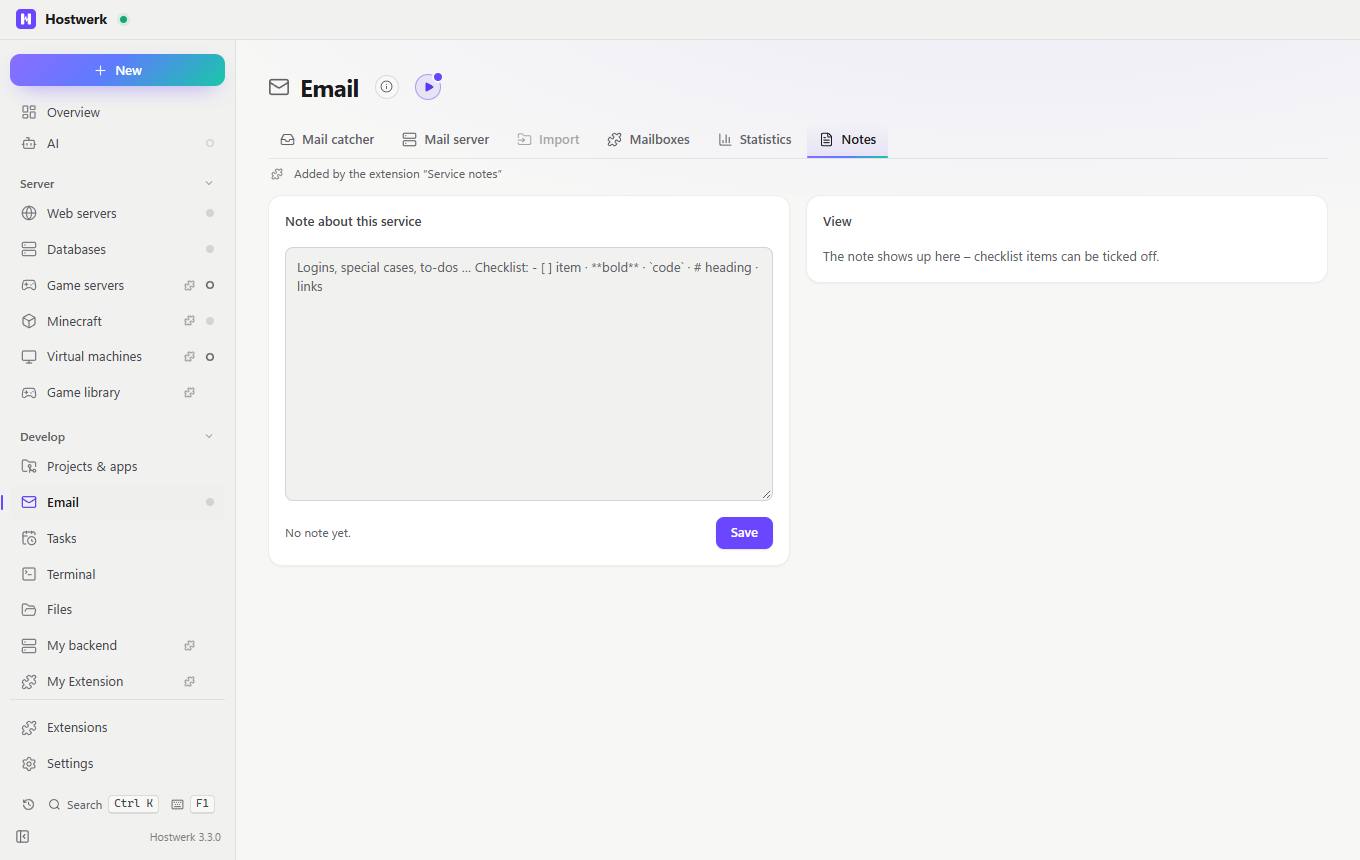 Hostwerk
New
Overview
AI
Server
Web servers
Databases
Game servers
Minecraft
Virtual machines
Game library
Develop
Projects & apps
Email
Tasks
Terminal
Files
My backend
My Extension
Extensions
Settings
Search Ctrl K F1
Hostwerk 3.3.0
Email
Mail catcher Mail server Import Mailboxes Statistics Notes
Added by the extension “Service notes”
Note about this service
Logins, special cases, to-dos … Checklist: - [ ] item · **bold** · `code` · # heading ·
links
No note yet.
Save
View
The note shows up here – checklist items can be ticked off.